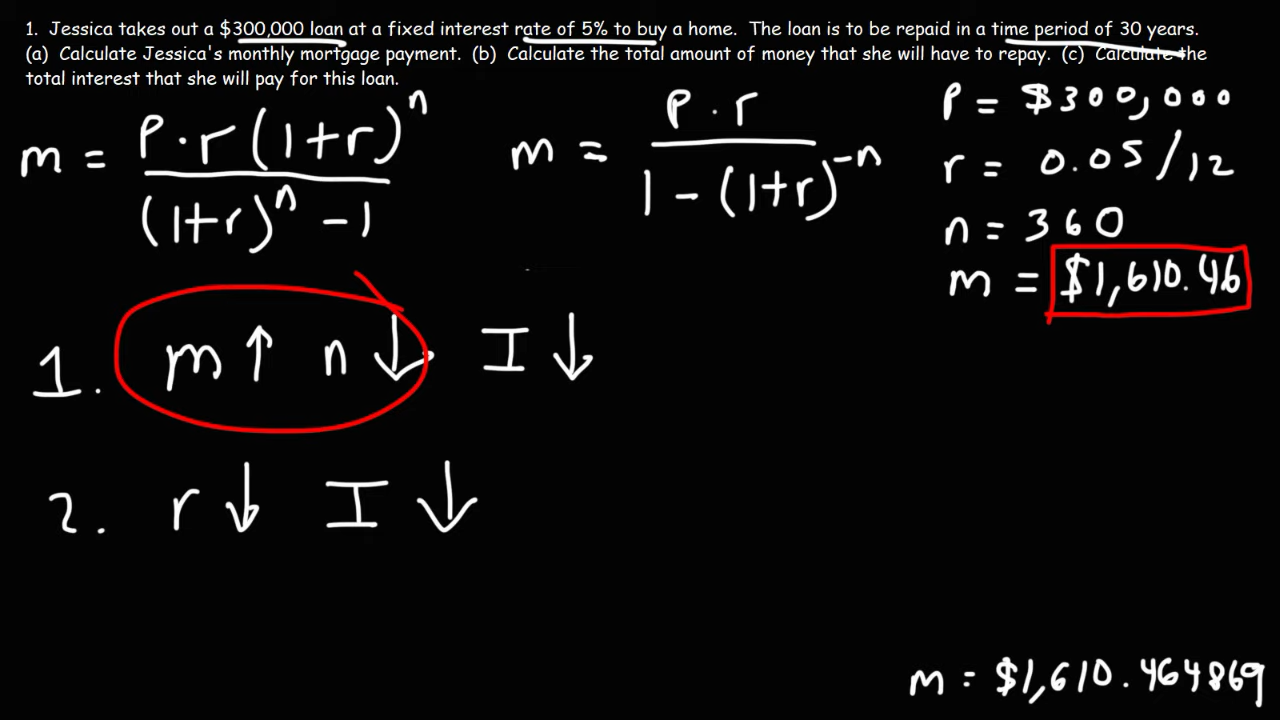 1. Jessica takes out a $300,000 loan at a fixed interest rate of 5% to buy a home. The loan is to be repaid in a time period of 30 years.
(a) Calculate Jessica's monthly mortgage payment. (b) Calculate the total amount of money that she will have to repay. (c) Calculate the
total interest that she will pay for this loan.
m = P · r (1+r)^n / (1+r)^n − 1
m = P · r / 1 − (1+r)^−n
P = $300,000
r = 0.05/12
n = 360
m = $1,610.46
1. m ↑ n ↓ I ↓
2. r ↓ I ↓
m = $1,610.464869